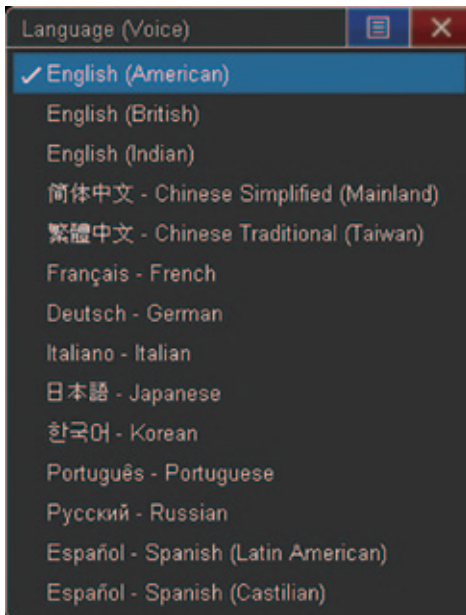 Language (Voice)
English (American)
English (British)
English (Indian)
简体中文 - Chinese Simplified (Mainland)
繁體中文 - Chinese Traditional (Taiwan)
Français - French
Deutsch - German
Italiano - Italian
日本語 - Japanese
한국어 - Korean
Português - Portuguese
Русский - Russian
Español - Spanish (Latin American)
Español - Spanish (Castilian)